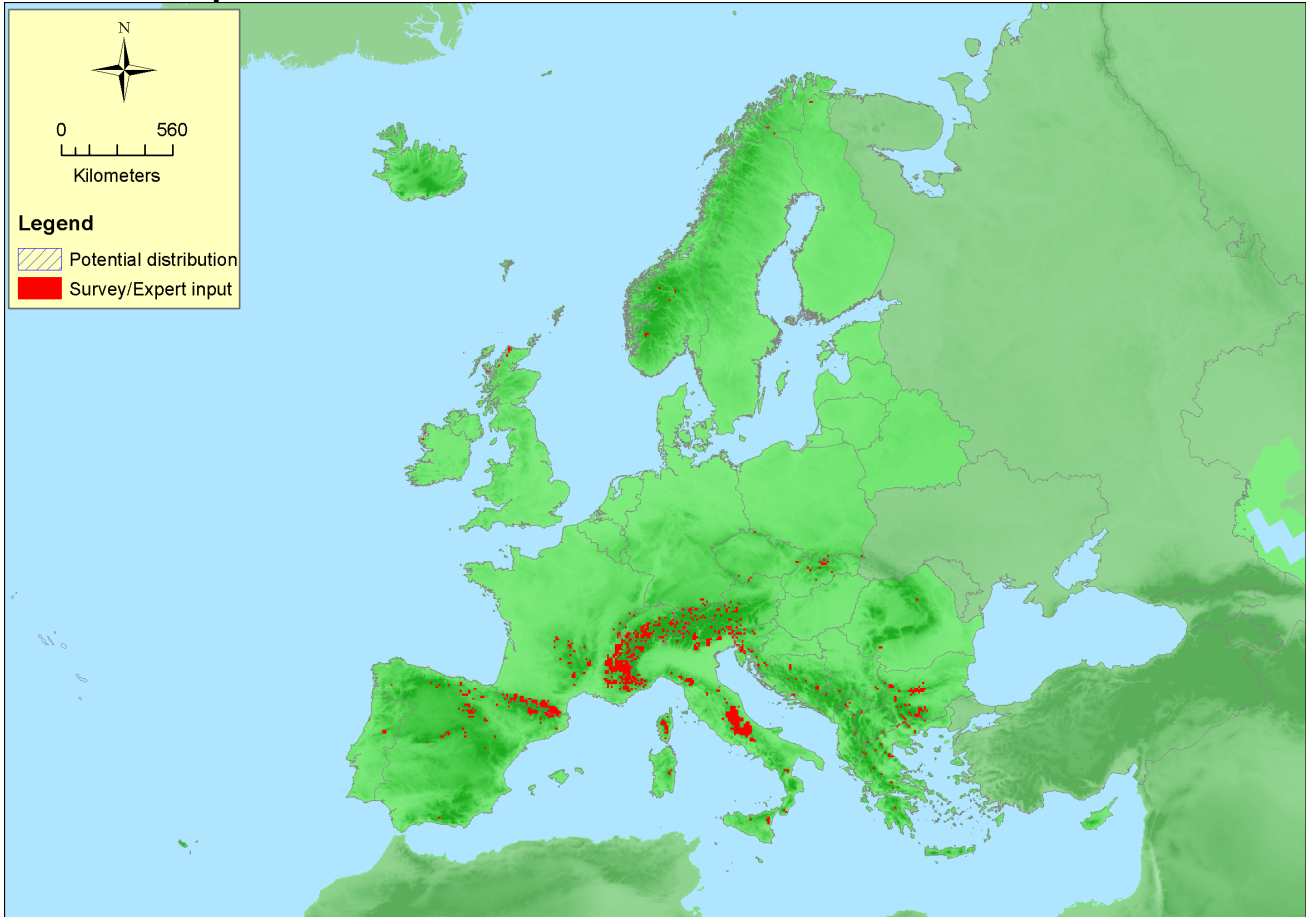 N
0 560
Kilometers
Legend
Potential distribution
Survey/Expert input